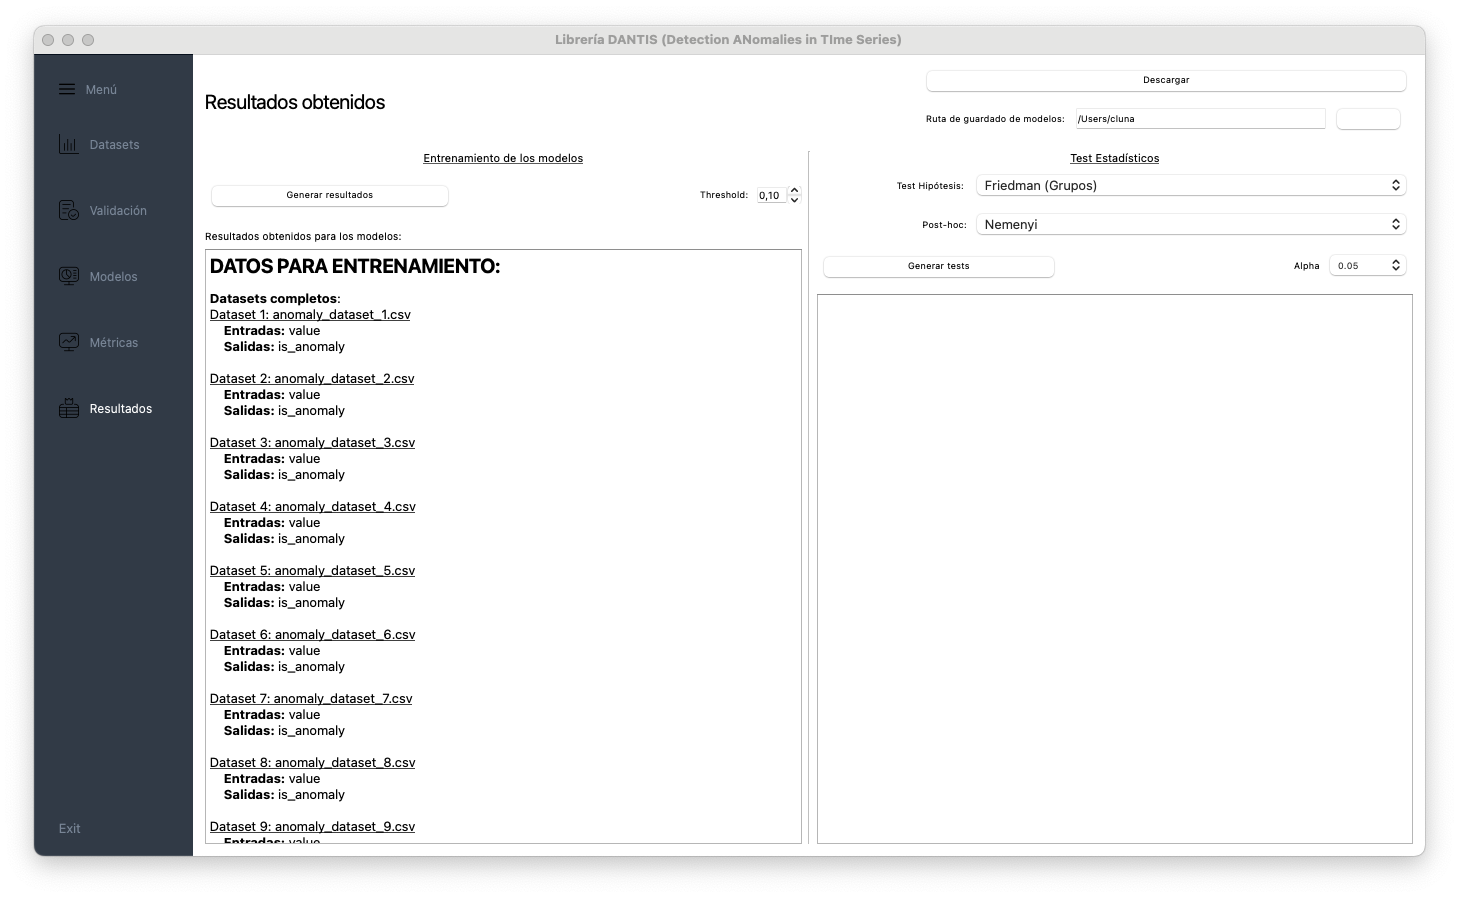 Librería DANTIS (Detection ANomalies in TIme Series)
Menú
Datasets
Validación
Modelos
Métricas
Resultados
Exit
Resultados obtenidos
Descargar
Ruta de guardado de modelos: /Users/cluna
Entrenamiento de los modelos
Generar resultados
Threshold: 0,10
Resultados obtenidos para los modelos:
DATOS PARA ENTRENAMIENTO:
Datasets completos:
Dataset 1: anomaly_dataset_1.csv
Entradas: value
Salidas: is_anomaly
Dataset 2: anomaly_dataset_2.csv
Entradas: value
Salidas: is_anomaly
Dataset 3: anomaly_dataset_3.csv
Entradas: value
Salidas: is_anomaly
Dataset 4: anomaly_dataset_4.csv
Entradas: value
Salidas: is_anomaly
Dataset 5: anomaly_dataset_5.csv
Entradas: value
Salidas: is_anomaly
Dataset 6: anomaly_dataset_6.csv
Entradas: value
Salidas: is_anomaly
Dataset 7: anomaly_dataset_7.csv
Entradas: value
Salidas: is_anomaly
Dataset 8: anomaly_dataset_8.csv
Entradas: value
Salidas: is_anomaly
Dataset 9: anomaly_dataset_9.csv
Entradas: value
Test Estadísticos
Test Hipótesis: Friedman (Grupos)
Post-hoc: Nemenyi
Generar tests
Alpha 0.05